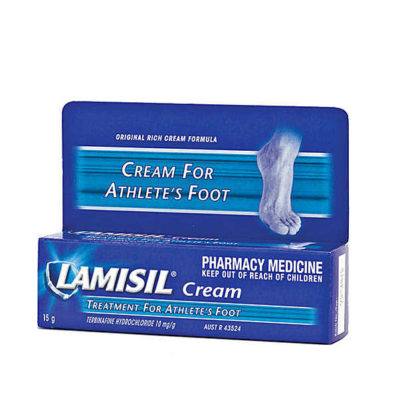 ORIGINAL RICH CREAM FORMULA
CREAM FOR
ATHLETE'S FOOT
PHARMACY MEDICINE
KEEP OUT OF REACH OF CHILDREN
LAMISIL® Cream
TREATMENT FOR ATHLETE'S FOOT
15 g
TERBINAFINE HYDROCHLORIDE 10 mg/g
AUST R 43524